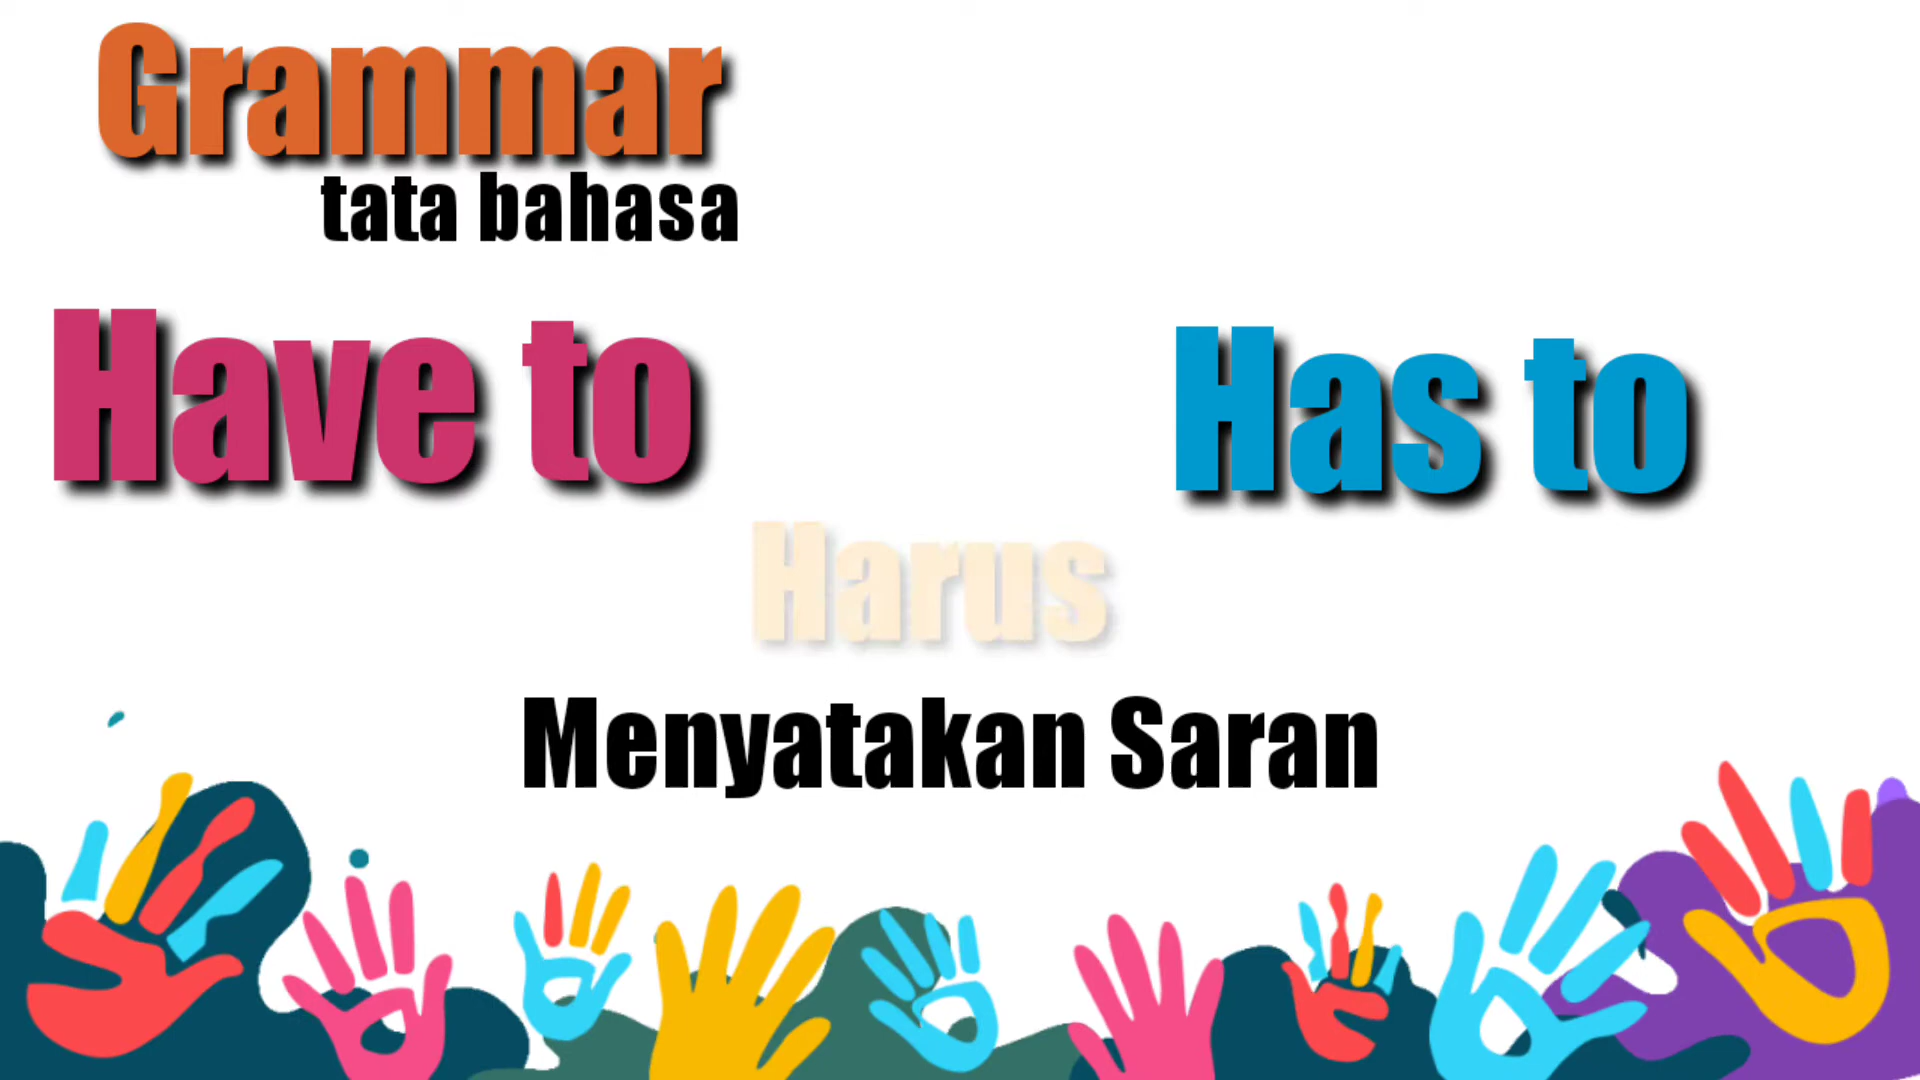 Grammar
tata bahasa
Have to
Has to
Harus
Menyatakan Saran